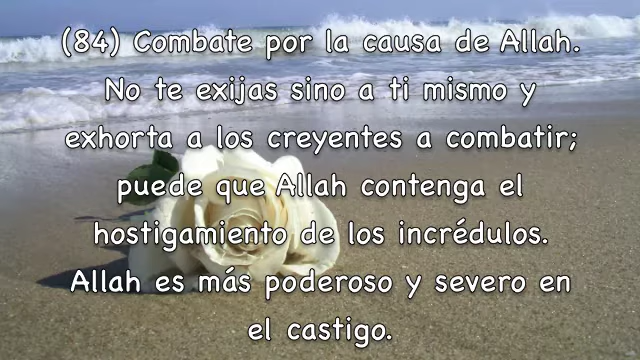 (84) Combate por la causa de Allah.
No te exijas sino a ti mismo y
exhorta a los creyentes a combatir;
puede que Allah contenga el
hostigamiento de los incrédulos.
Allah es más poderoso y severo en
el castigo.